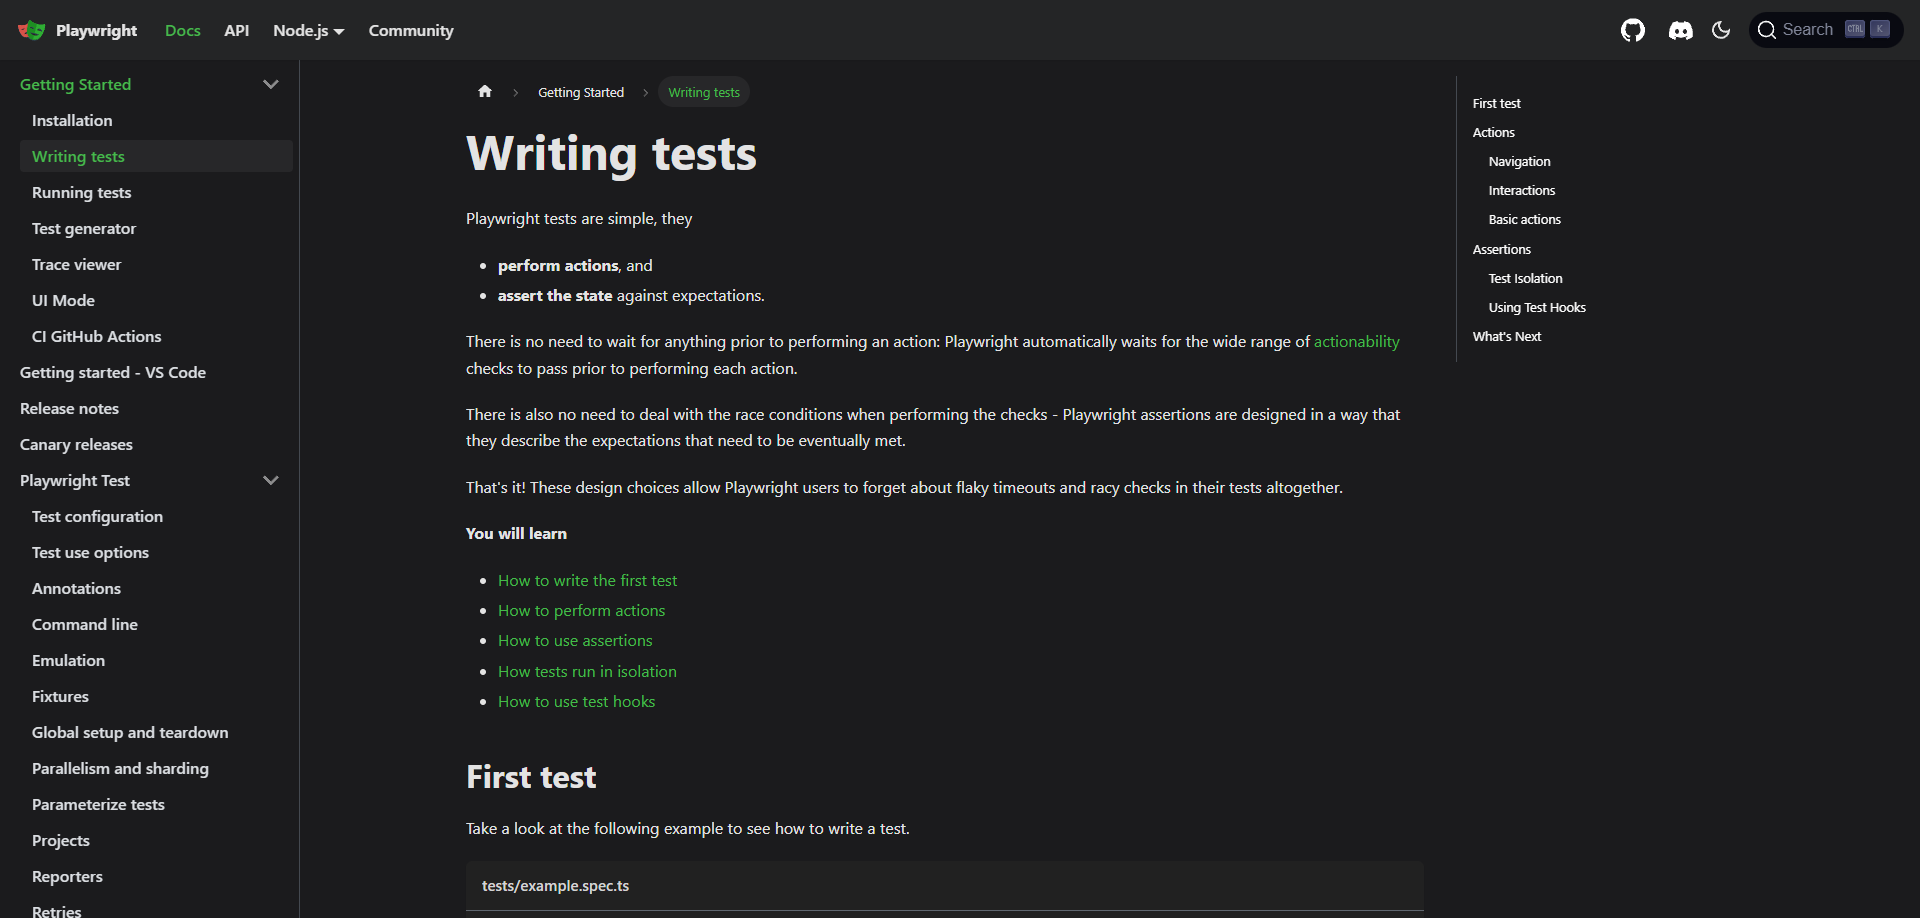 Playwright
Docs
API
Node.js
Community
Search
CTRL
K
Getting Started
Installation
Writing tests
Running tests
Test generator
Trace viewer
UI Mode
CI GitHub Actions
Getting started - VS Code
Release notes
Canary releases
Playwright Test
Test configuration
Test use options
Annotations
Command line
Emulation
Fixtures
Global setup and teardown
Parallelism and sharding
Parameterize tests
Projects
Reporters
Retries
Getting Started
Writing tests
Writing tests
Playwright tests are simple, they
perform actions, and
assert the state against expectations.
There is no need to wait for anything prior to performing an action: Playwright automatically waits for the wide range of actionability
checks to pass prior to performing each action.
There is also no need to deal with the race conditions when performing the checks - Playwright assertions are designed in a way that
they describe the expectations that need to be eventually met.
That's it! These design choices allow Playwright users to forget about flaky timeouts and racy checks in their tests altogether.
You will learn
How to write the first test
How to perform actions
How to use assertions
How tests run in isolation
How to use test hooks
First test
Take a look at the following example to see how to write a test.
tests/example.spec.ts
First test
Actions
Navigation
Interactions
Basic actions
Assertions
Test Isolation
Using Test Hooks
What's Next